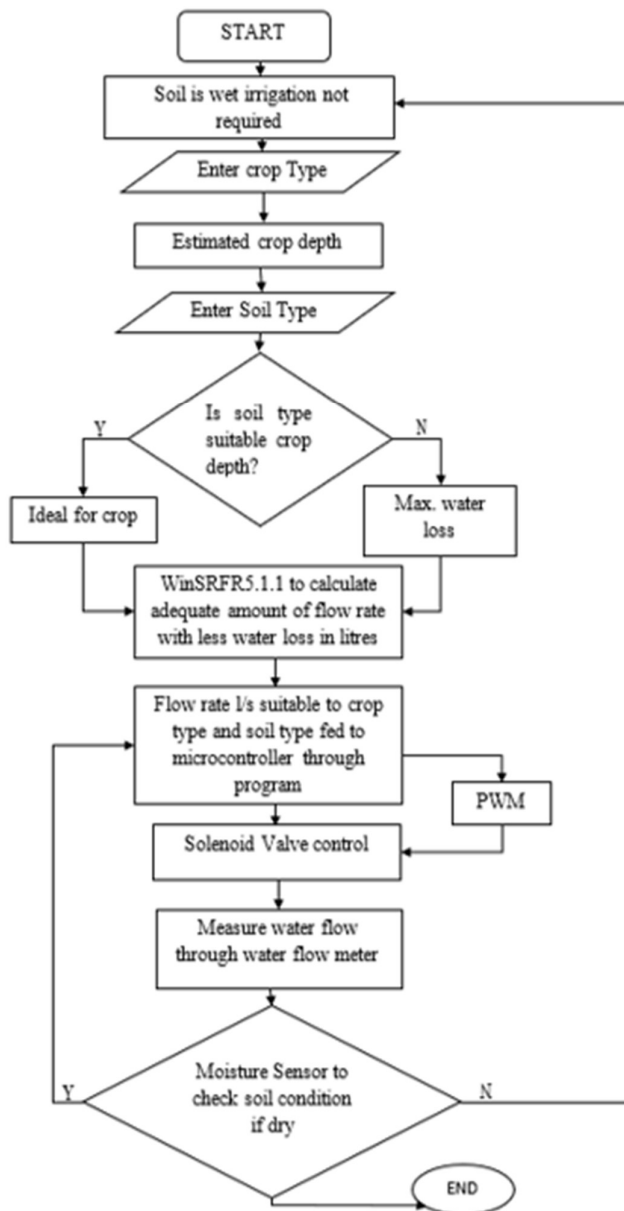 START
Soil is wet irrigation not
required
Enter crop Type
Estimated crop depth
Enter Soil Type
Is soil type
suitable crop
depth?
Y
N
Ideal for crop
Max. water
loss
WinSRFR5.1.1 to calculate
adequate amount of flow rate
with less water loss in litres
Flow rate l/s suitable to crop
type and soil type fed to
microcontroller through
program
PWM
Solenoid Valve control
Measure water flow
through water flow meter
Moisture Sensor to
check soil condition
if dry
Y
N
END